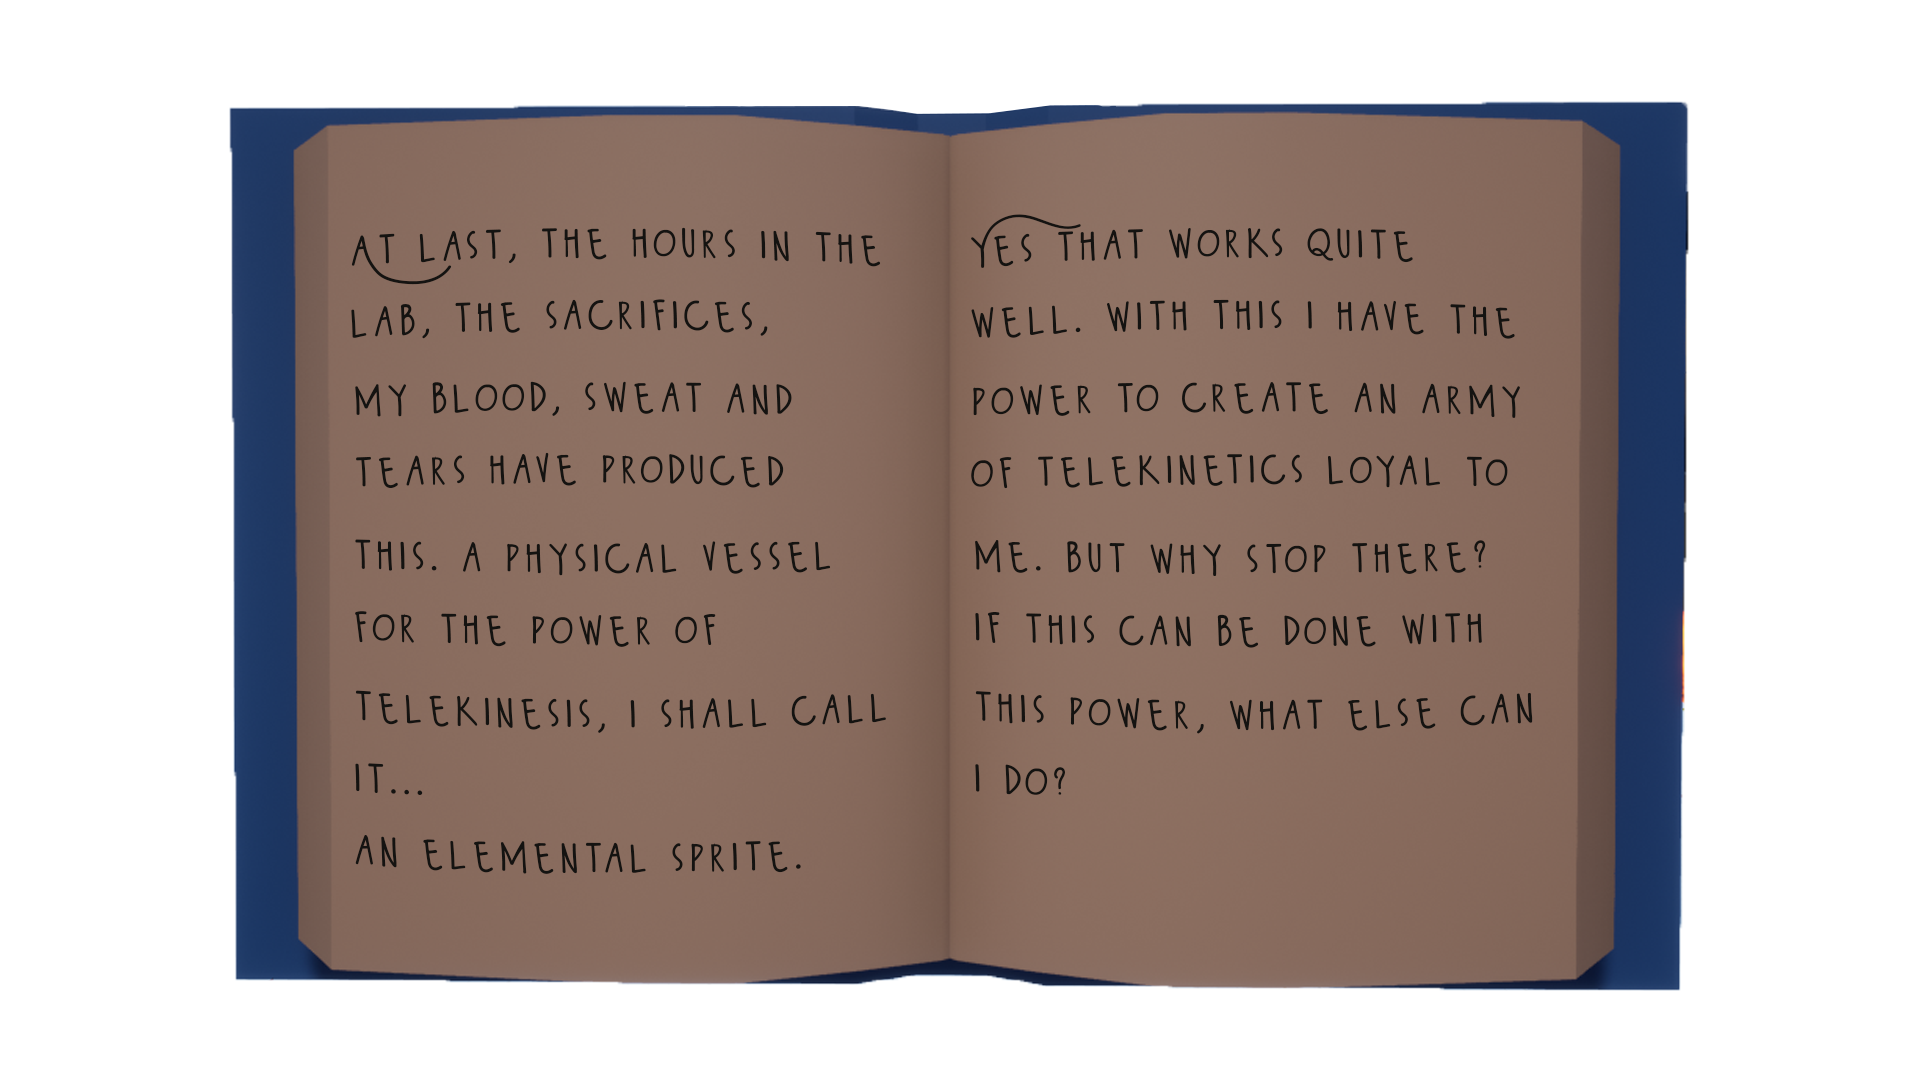 AT LAST, THE HOURS IN THE
LAB, THE SACRIFICES,
MY BLOOD, SWEAT AND
TEARS HAVE PRODUCED
THIS. A PHYSICAL VESSEL
FOR THE POWER OF
TELEKINESIS, I SHALL CALL
IT...
AN ELEMENTAL SPRITE.
YES THAT WORKS QUITE
WELL. WITH THIS I HAVE THE
POWER TO CREATE AN ARMY
OF TELEKINETICS LOYAL TO
ME. BUT WHY STOP THERE?
IF THIS CAN BE DONE WITH
THIS POWER, WHAT ELSE CAN
I DO?